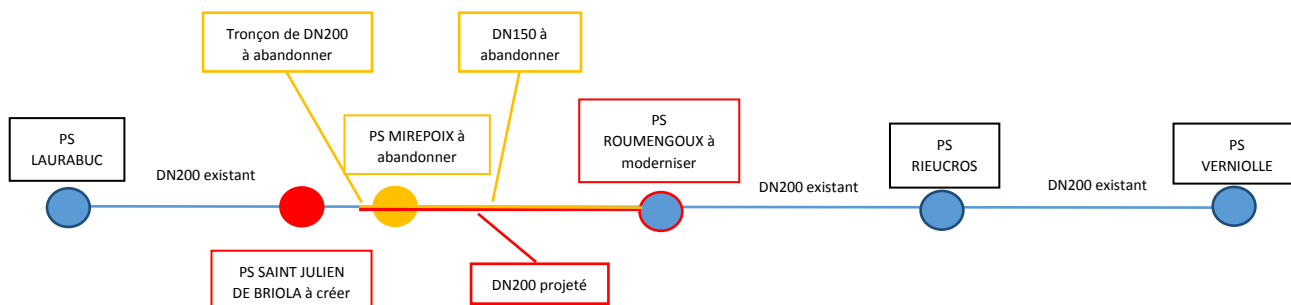 Tronçon de DN200
à abandonner
DN150 à
abandonner
PS
LAURABUC
PS MIREPOIX à
abandonner
PS
ROUMENGOUX à
moderniser
PS
RIEUCROS
PS
VERNIOLLE
DN200 existant
DN200 existant
DN200 existant
PS SAINT JULIEN
DE BRIOLA à créer
DN200 projeté